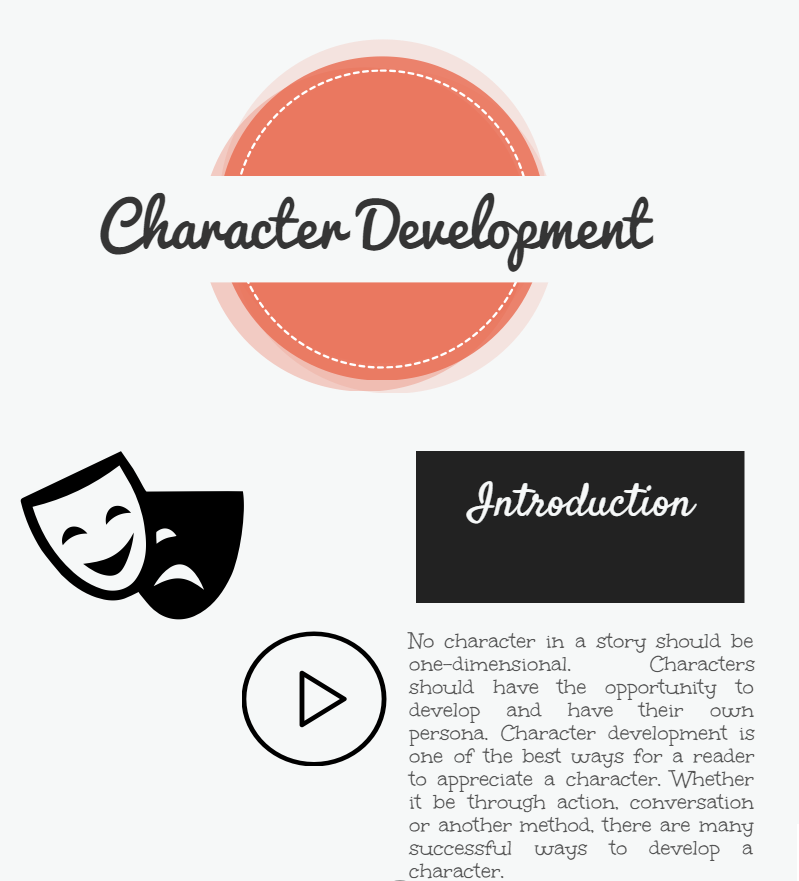 Character Development
Introduction
No character in a story should be
one-dimensional. Characters
should have the opportunity to
develop and have their own
persona. Character development is
one of the best ways for a reader
to appreciate a character. Whether
it be through action, conversation
or another method, there are many
successful ways to develop a
character.